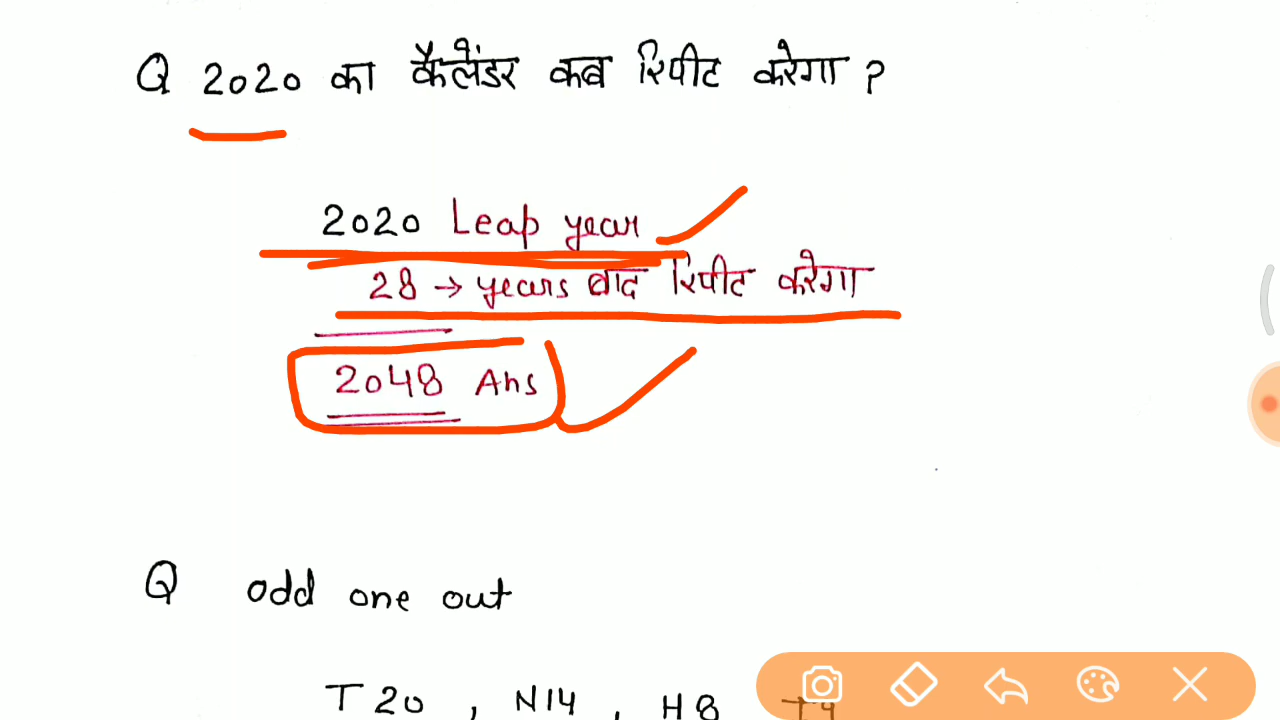 Q 2020 का कैलेंडर कब रिपीट करेगा ?
2020 Leap year
28 → years बाद रिपीट करेगा
2048 Ans
Q odd one out
T20 , N14 , H8